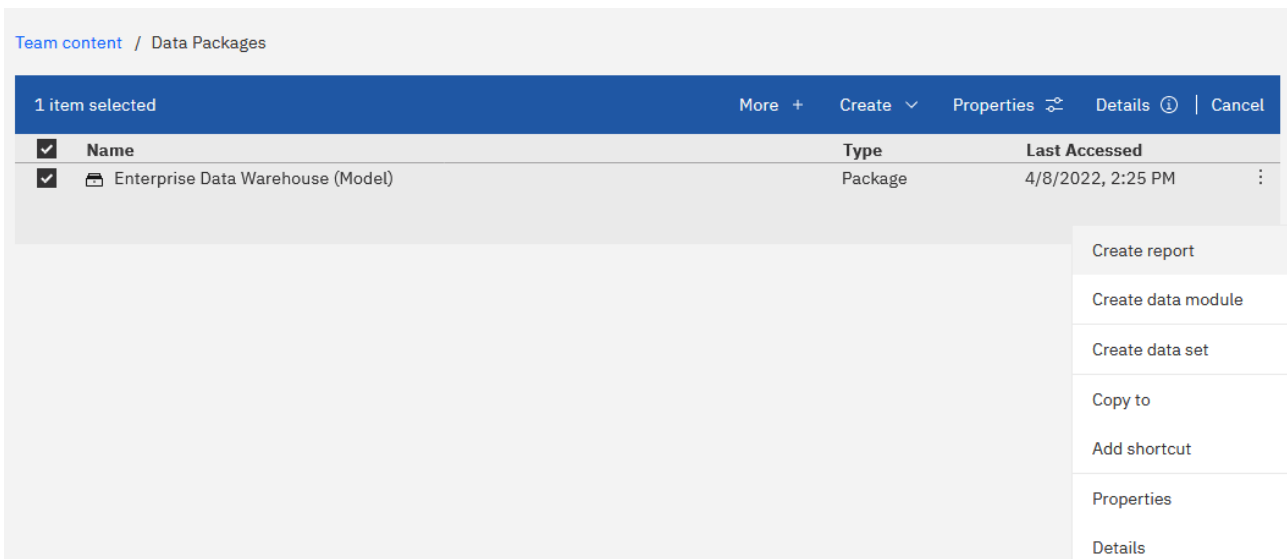 Team content / Data Packages
1 item selected More + Create Properties Details | Cancel
Name Type Last Accessed
Enterprise Data Warehouse (Model) Package 4/8/2022, 2:25 PM
Create report
Create data module
Create data set
Copy to
Add shortcut
Properties
Details